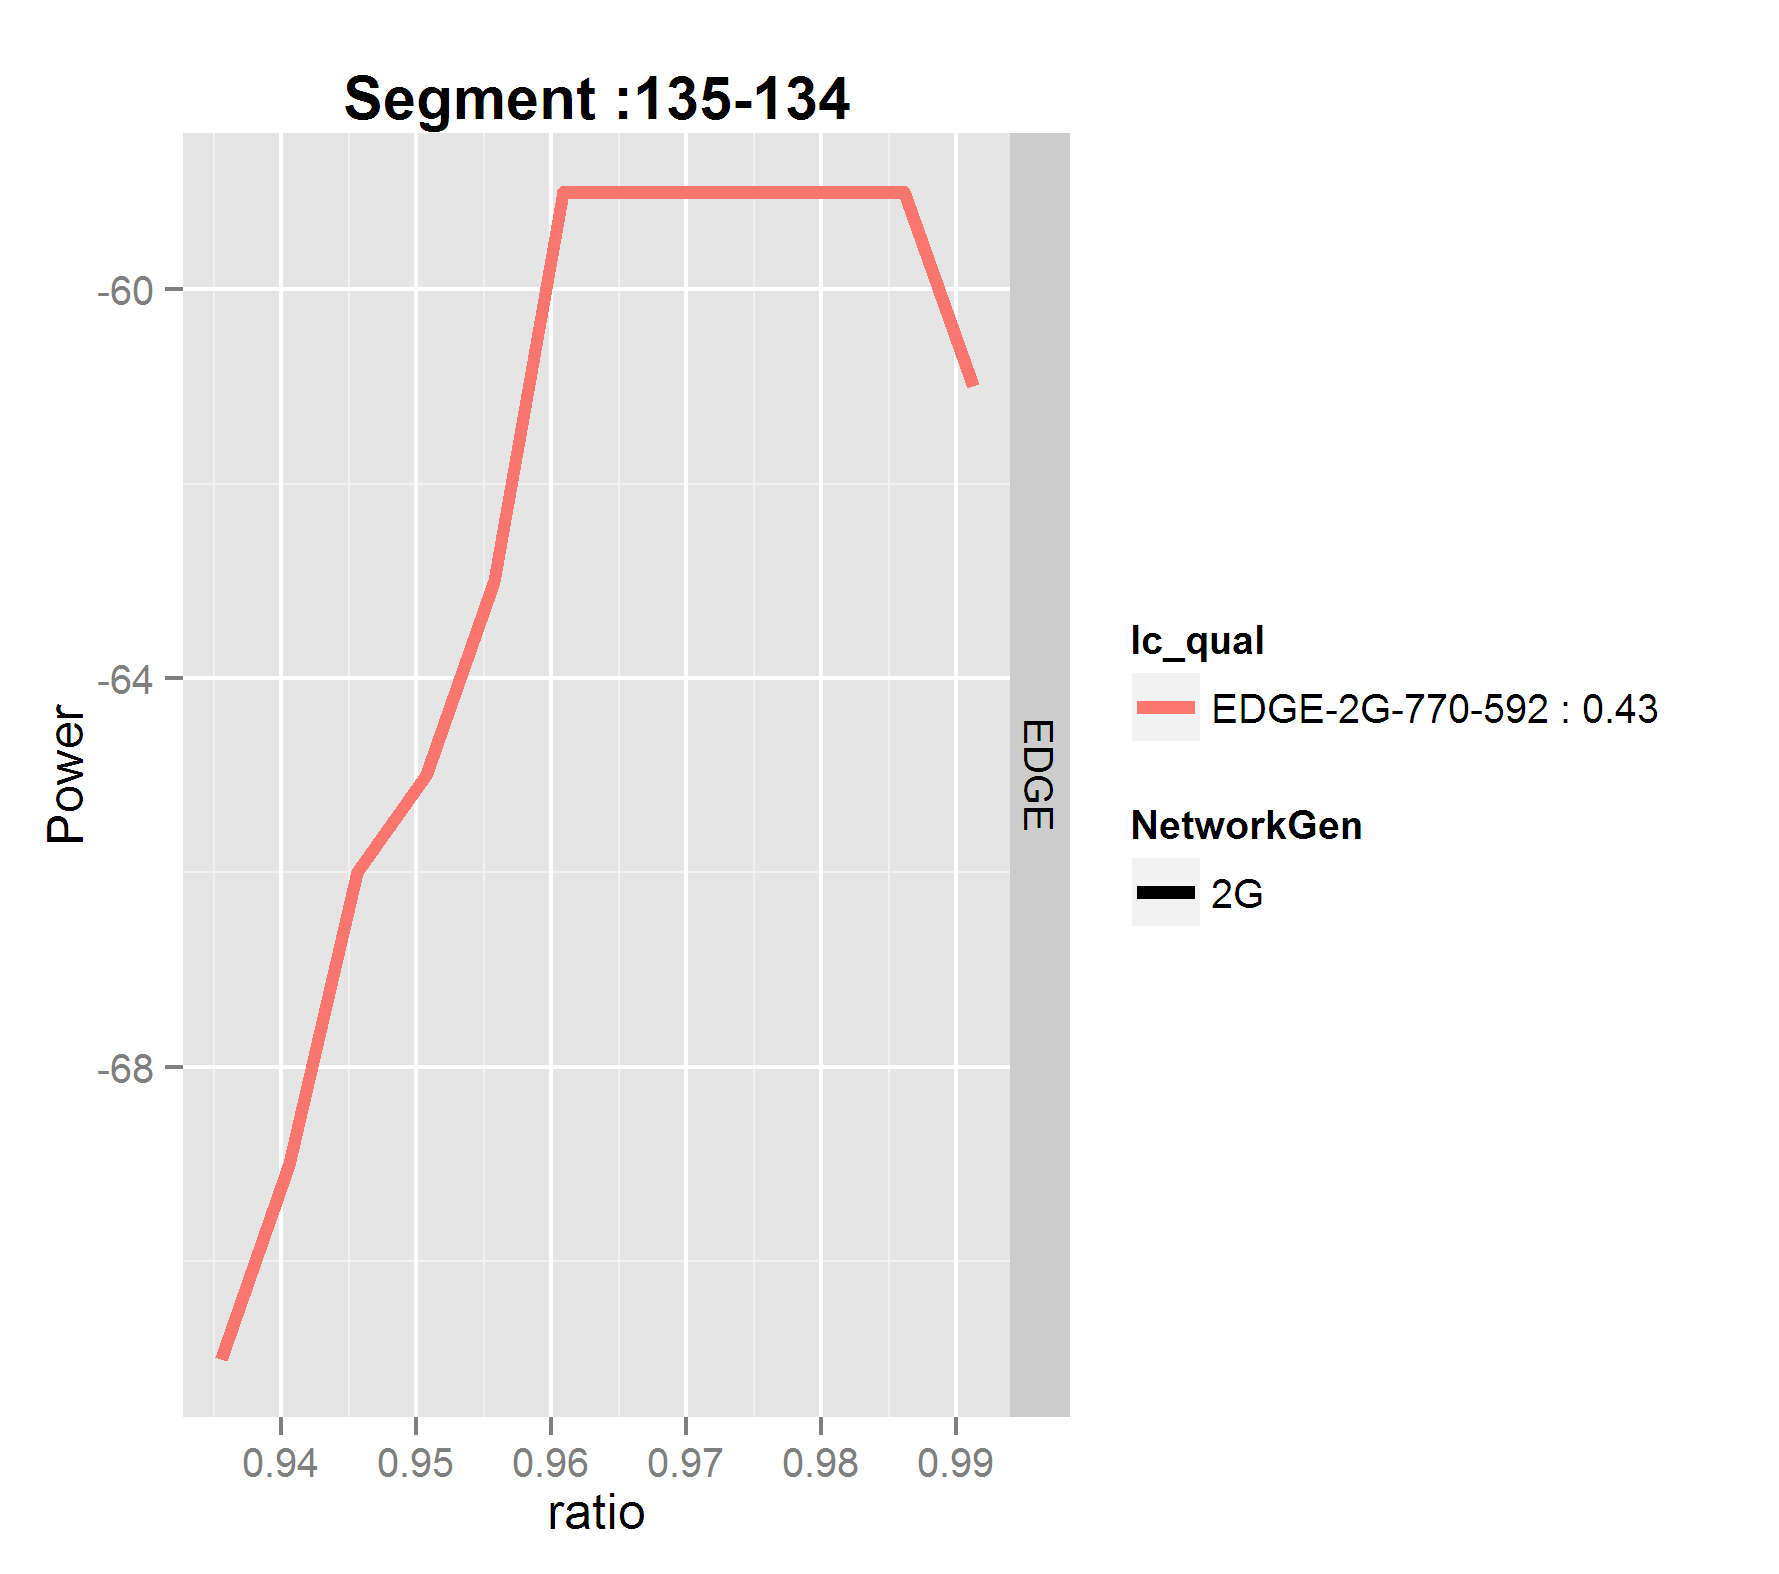 Segment :135-134
-60
-64
-68
Power
0.94 0.95 0.96 0.97 0.98 0.99
ratio
EDGE
lc_qual
EDGE-2G-770-592 : 0.43
NetworkGen
2G